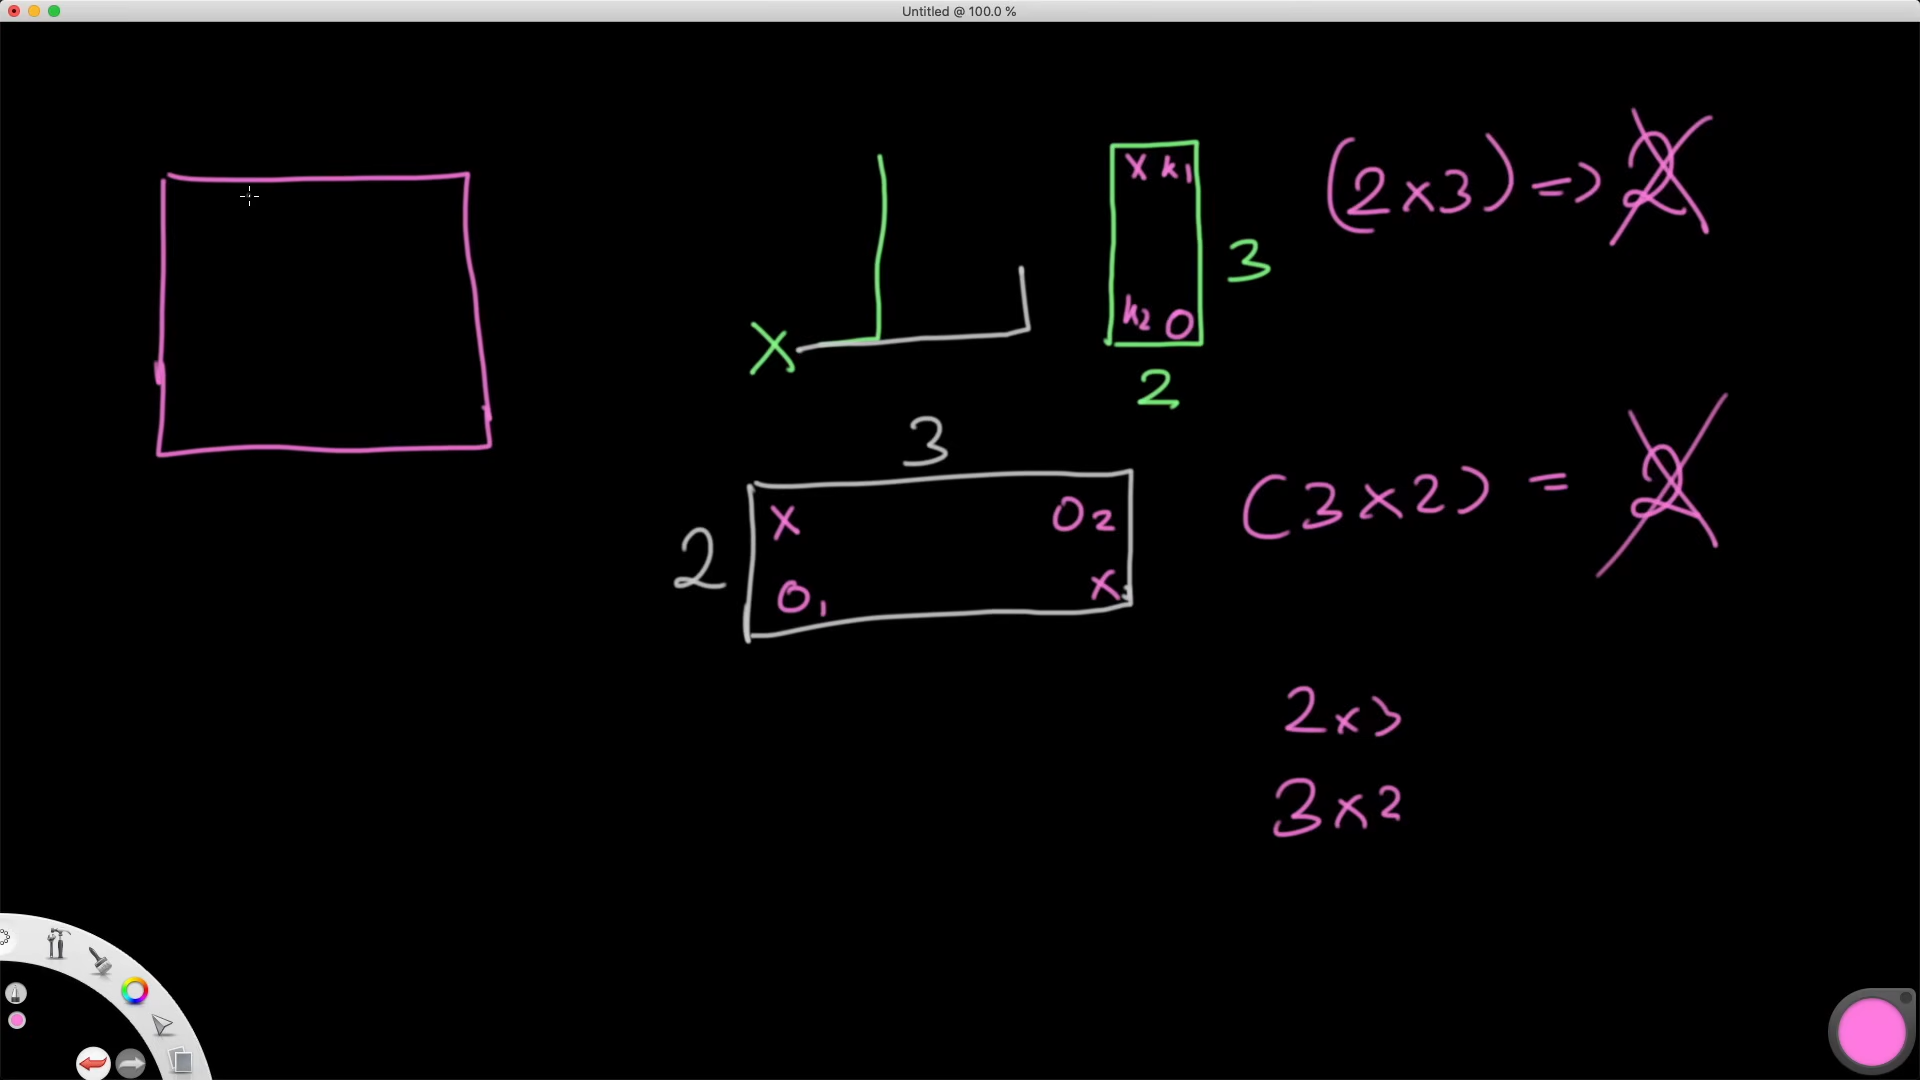 Untitled @ 100.0 %
X k1
k2 O
3
2
(2x3) => 2
X
3
2
X O2
O1 X
(3x2) = 2
2x3
3x2